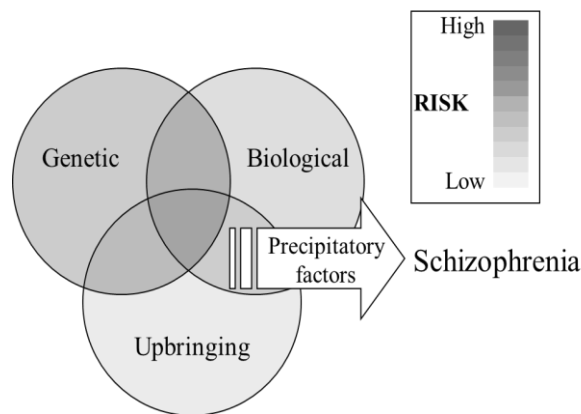 High
RISK
Low
Genetic
Biological
Precipitatory
factors
Schizophrenia
Upbringing